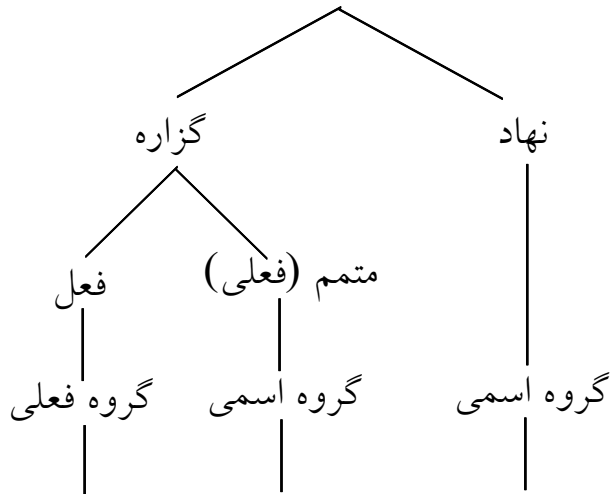 نهاد گزاره
متمم (فعلی) فعل
گروه اسمی گروه اسمی گروه فعلی